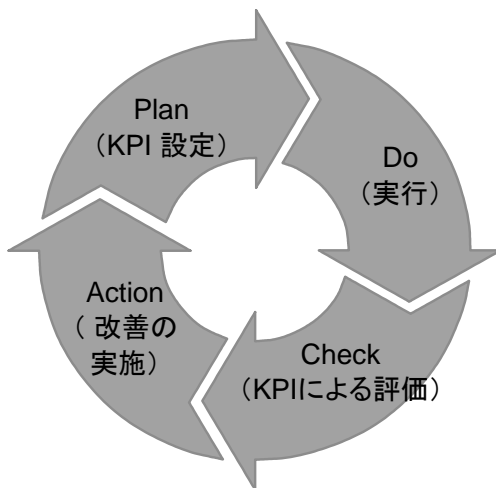 Plan
（KPI 設定）
Do
（実行）
Check
（KPIによる評価）
Action
（ 改善の
実施）